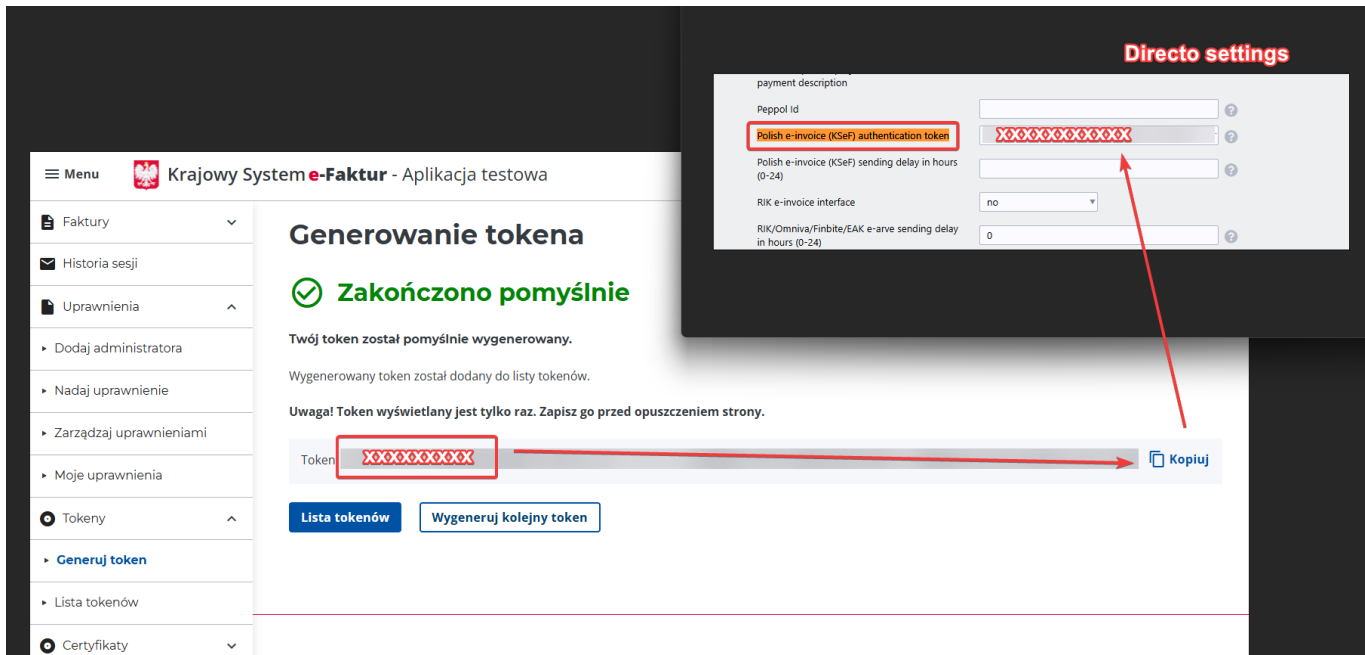 Directo settings
payment description
Peppol Id
Polish e-invoice (KSeF) authentication token
XXXXXXXXXXXX
Polish e-invoice (KSeF) sending delay in hours
(0-24)
RIK e-invoice interface
no
RIK/Omniva/Finbite/EAK e-arve sending delay
in hours (0-24)
0
Menu
Krajowy System e-Faktur - Aplikacja testowa
Faktury
Historia sesji
Uprawnienia
Dodaj administratora
Nadaj uprawnienie
Zarządzaj uprawnieniami
Moje uprawnienia
Tokeny
Generuj token
Lista tokenów
Certyfikaty
Generowanie tokena
Zakończono pomyślnie
Twój token został pomyślnie wygenerowany.
Wygenerowany token został dodany do listy tokenów.
Uwaga! Token wyświetlany jest tylko raz. Zapisz go przed opuszczeniem strony.
Token XXXXXXXXXX
Kopiuj
Lista tokenów
Wygeneruj kolejny token